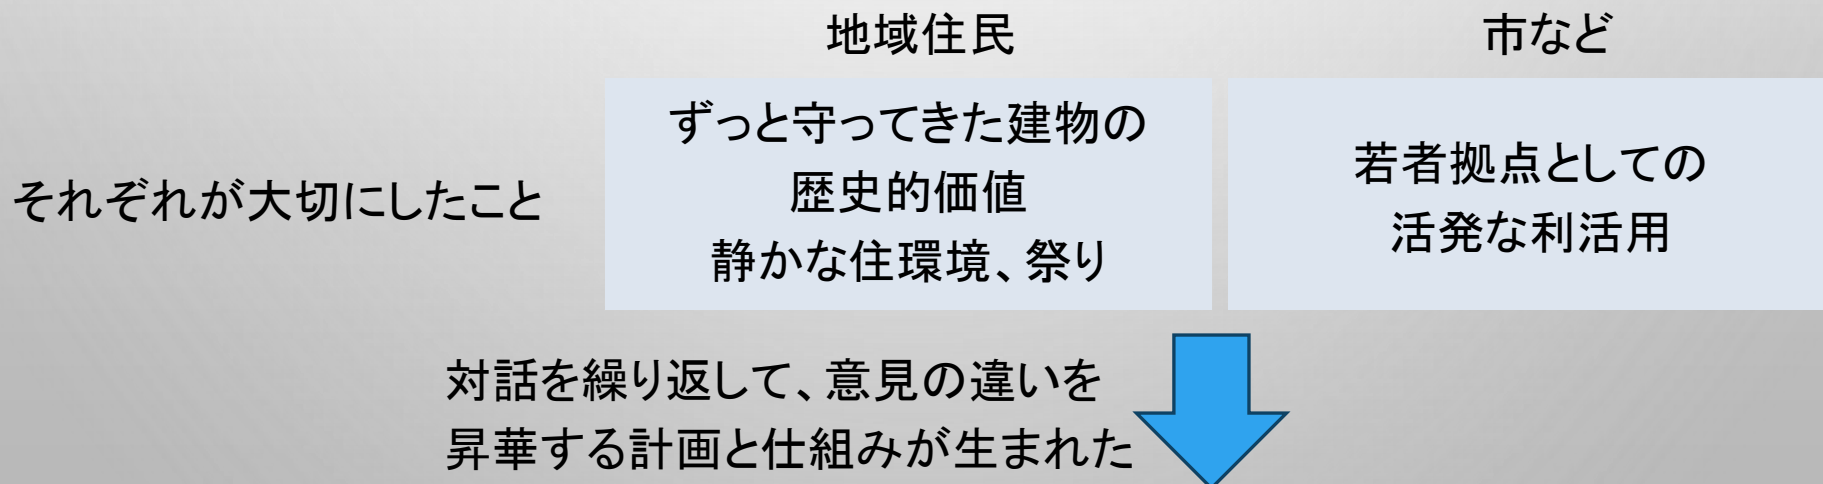 地域住民
市など
それぞれが大切にしたこと
ずっと守ってきた建物の
歴史的価値
静かな住環境、祭り
若者拠点としての
活発な利活用
対話を繰り返して、意見の違いを
昇華する計画と仕組みが生まれた